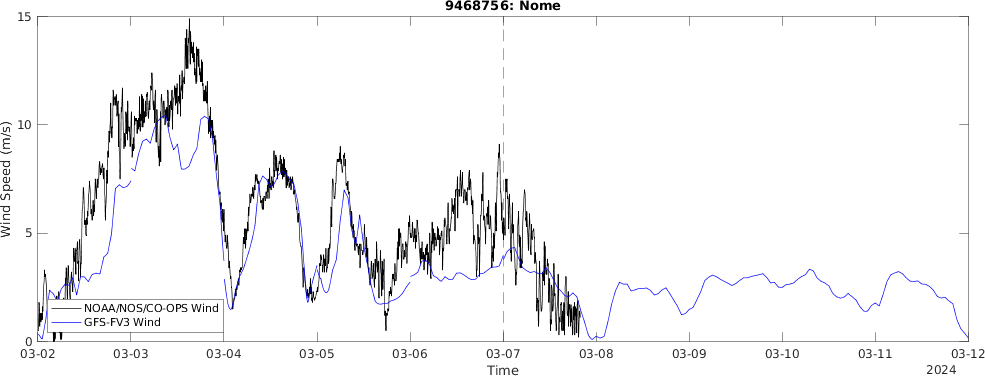 9468756: Nome
Wind Speed (m/s)
15
10
5
0
NOAA/NOS/CO-OPS Wind
GFS-FV3 Wind
03-02 03-03 03-04 03-05 03-06 03-07 03-08 03-09 03-10 03-11 03-12
Time
2024